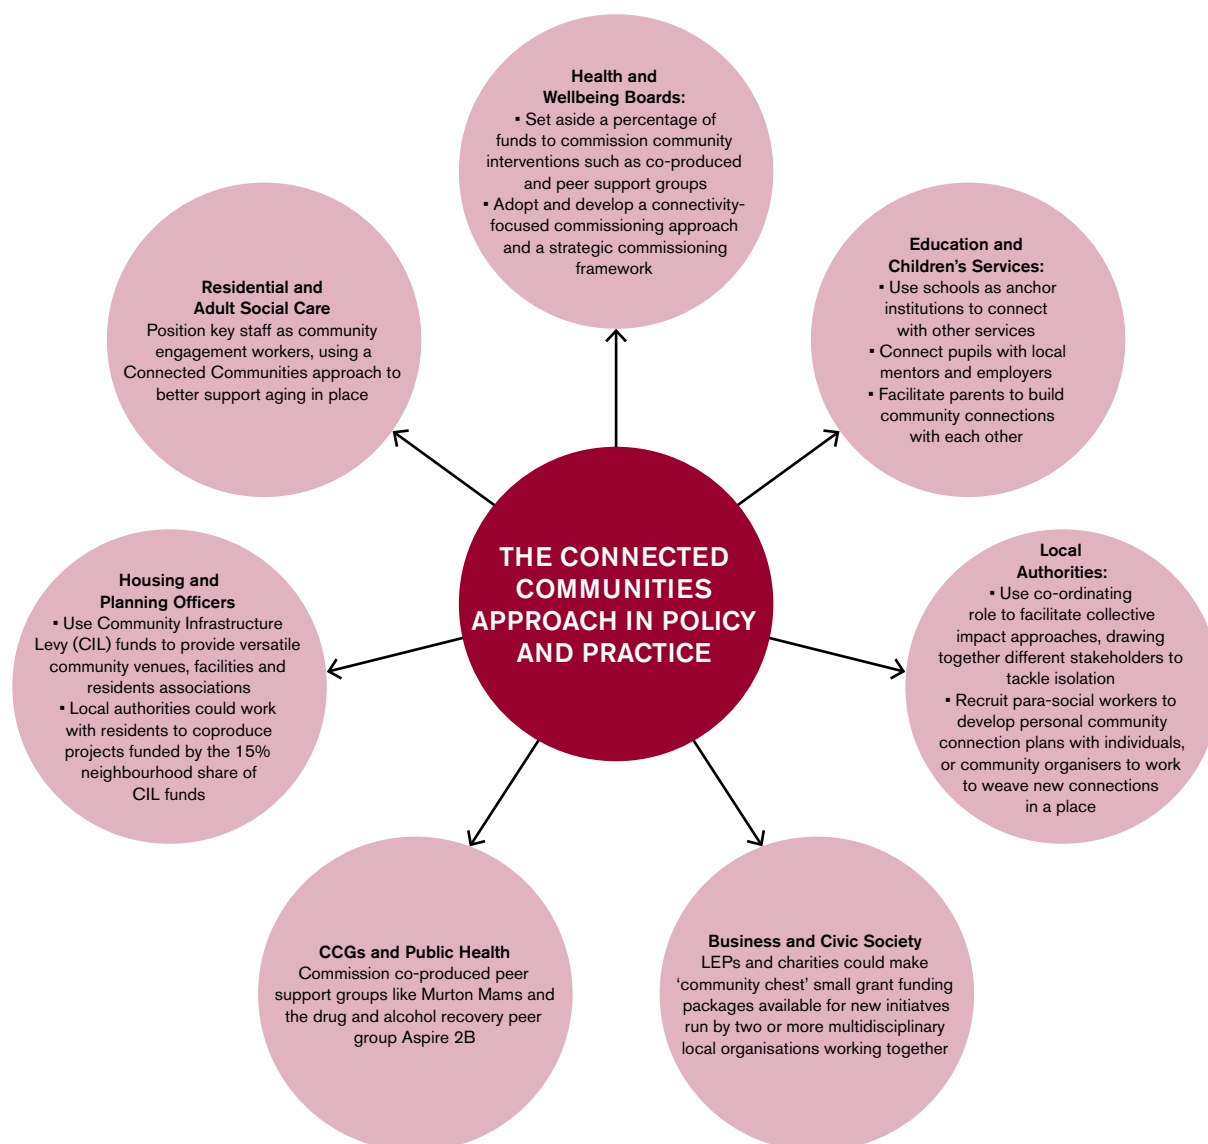 Health and
Wellbeing Boards:
▪ Set aside a percentage of
funds to commission community
interventions such as co-produced
and peer support groups
▪ Adopt and develop a connectivity-
focused commissioning approach
and a strategic commissioning
framework
Education and
Children’s Services:
▪ Use schools as anchor
institutions to connect
with other services
▪ Connect pupils with local
mentors and employers
▪ Facilitate parents to build
community connections
with each other
Residential and
Adult Social Care
Position key staff as community
engagement workers, using a
Connected Communities approach to
better support aging in place
THE CONNECTED
COMMUNITIES
APPROACH IN POLICY
AND PRACTICE
Local
Authorities:
▪ Use co-ordinating
role to facilitate collective
impact approaches, drawing
together different stakeholders to
tackle isolation
▪ Recruit para-social workers to
develop personal community
connection plans with individuals,
or community organisers to work
to weave new connections
in a place
Housing and
Planning Officers
▪ Use Community Infrastructure
Levy (CIL) funds to provide versatile
community venues, facilities and
residents associations
▪ Local authorities could work
with residents to coproduce
projects funded by the 15%
neighbourhood share of
CIL funds
CCGs and Public Health
Commission co-produced peer
support groups like Murton Mams and
the drug and alcohol recovery peer
group Aspire 2B
Business and Civic Society
LEPs and charities could make
‘community chest’ small grant funding
packages available for new initiatves
run by two or more multidisciplinary
local organisations working together